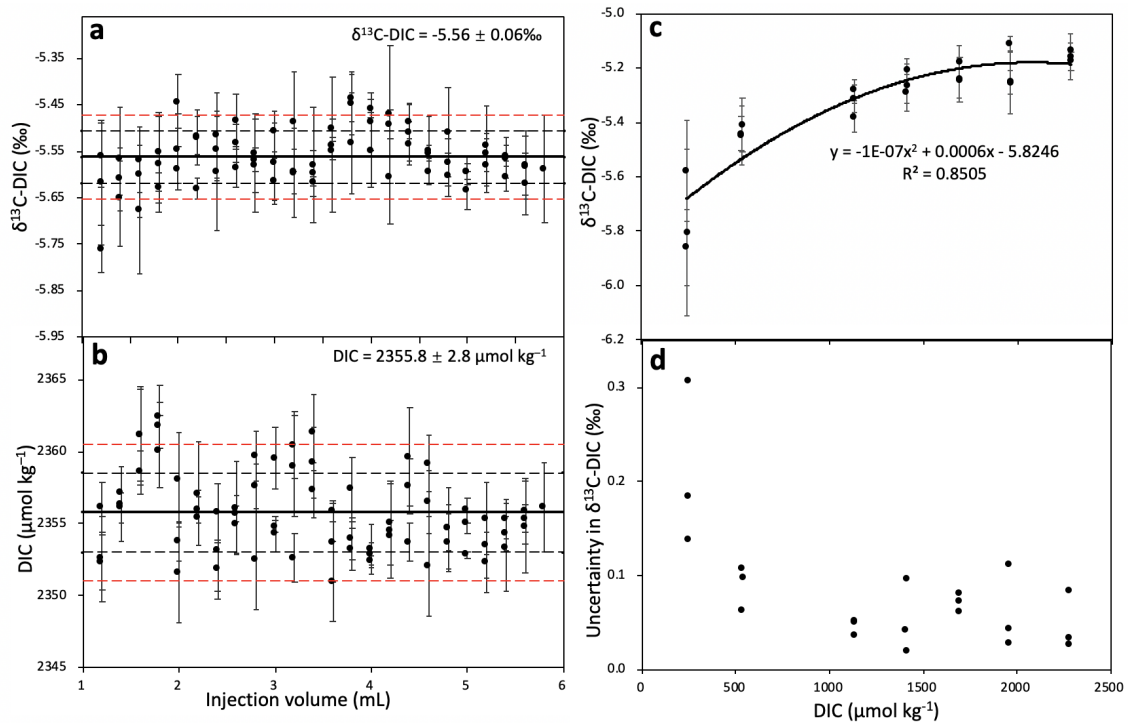 a
δ¹³C-DIC = -5.56 ± 0.06‰
-5.35
-5.45
-5.55
-5.65
-5.75
-5.85
-5.95
δ¹³C-DIC (‰)
b
DIC = 2355.8 ± 2.8 µmol kg⁻¹
2365
2360
2355
2350
2345
DIC (µmol kg⁻¹)
1 2 3 4 5 6
Injection volume (mL)
c
-5.0
-5.2
-5.4
-5.6
-5.8
-6.0
-6.2
δ¹³C-DIC (‰)
y = -1E-07x² + 0.0006x - 5.8246
R² = 0.8505
d
0.3
0.2
0.1
0.0
Uncertainty in δ¹³C-DIC (‰)
0 500 1000 1500 2000 2500
DIC (µmol kg⁻¹)